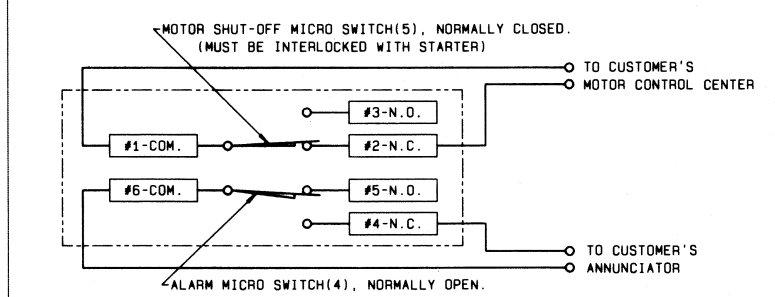 MOTOR SHUT-OFF MICRO SWITCH(5), NORMALLY CLOSED.
(MUST BE INTERLOCKED WITH STARTER)
TO CUSTOMER'S
MOTOR CONTROL CENTER
#3-N.O.
#1-COM.
#2-N.C.
#6-COM.
#5-N.O.
#4-N.C.
TO CUSTOMER'S
ANNUNCIATOR
ALARM MICRO SWITCH(4), NORMALLY OPEN.